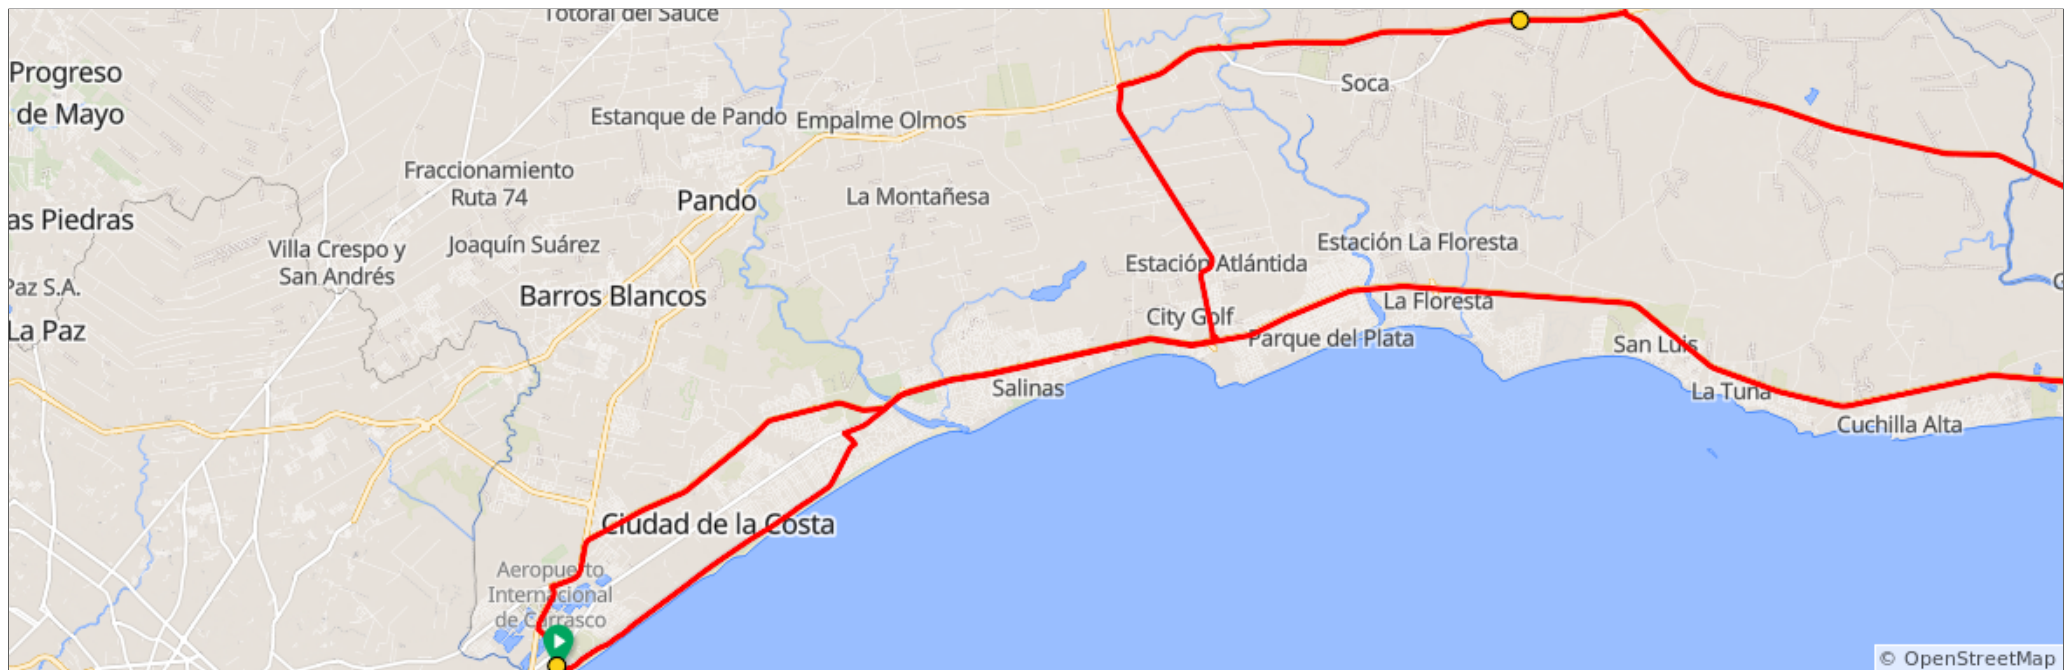 Totoral del Sauce
Progreso
de Mayo
Soca
Estanque de Pando
Empalme Olmos
Fraccionamiento
Ruta 74
Pando
La Montañesa
as Piedras
Villa Crespo y
San Andrés
Joaquín Suárez
Estación La Floresta
Estación Atlántida
Paz S.A.
Barros Blancos
La Floresta
City Golf
La Paz
Parque del Plata
San Luis
Salinas
La Tuna
Cuchilla Alta
Ciudad de la Costa
Aeropuerto
Internacional
de Carrasco
© OpenStreetMap